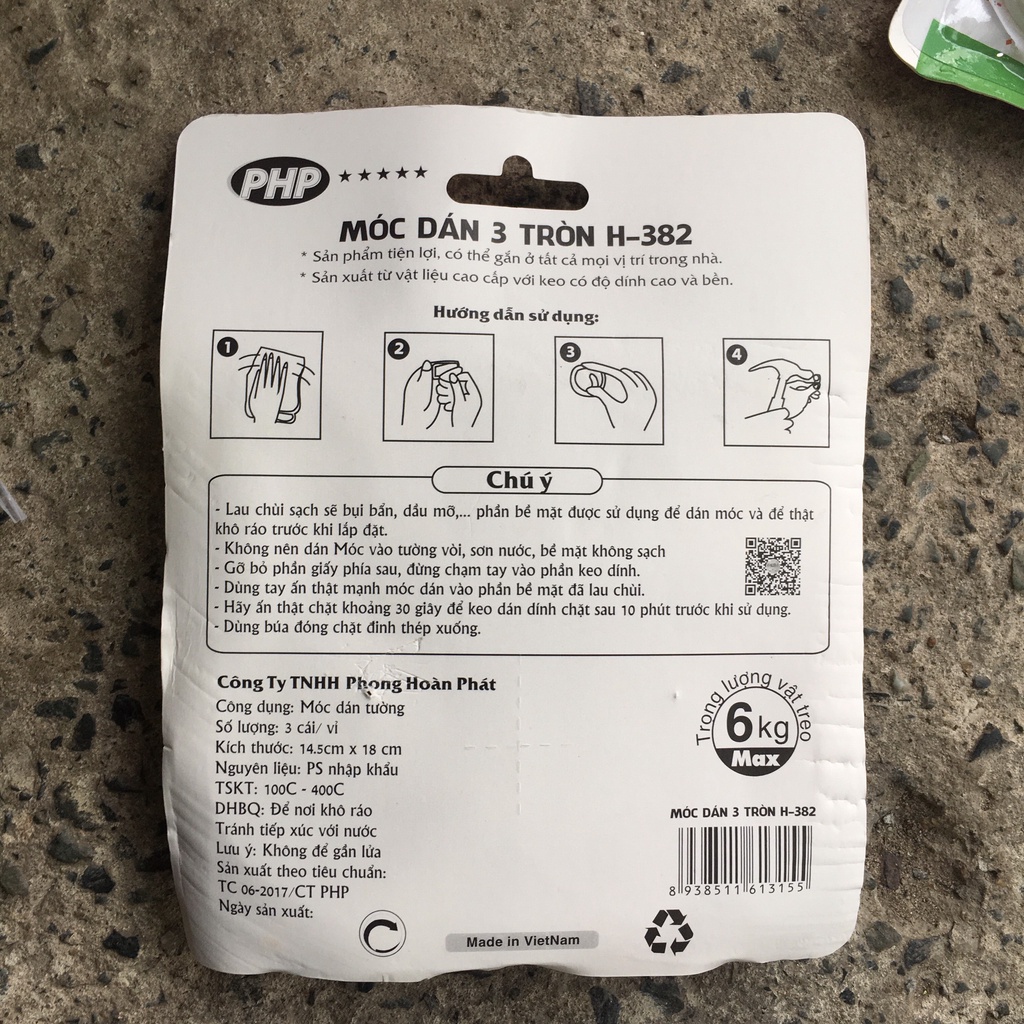 PHP ★★★★★
MÓC DÁN 3 TRÒN H-382
* Sản phẩm tiện lợi, có thể gắn ở tất cả mọi vị trí trong nhà.
* Sản xuất từ vật liệu cao cấp với keo có độ dính cao và bền.
Hướng dẫn sử dụng:
1 2 3 4
Chú ý
- Lau chùi sạch sẽ bụi bẩn, dầu mỡ,... phần bề mặt được sử dụng để dán móc và để thật
khô ráo trước khi lắp đặt.
- Không nên dán Móc vào tường vòi, sơn nước, bề mặt không sạch
- Gỡ bỏ phần giấy phía sau, đừng chạm tay vào phần keo dính.
- Dùng tay ấn thật mạnh móc dán vào phần bề mặt đã lau chùi.
- Hãy ấn thật chặt khoảng 30 giây để keo dán dính chặt sau 10 phút trước khi sử dụng.
- Dùng búa đóng chặt đinh thép xuống.
Công Ty TNHH Phong Hoàn Phát
Công dụng: Móc dán tường
Số lượng: 3 cái/ vỉ
Kích thước: 14.5cm x 18 cm
Nguyên liệu: PS nhập khẩu
TSKT: 100C - 400C
DHBQ: Để nơi khô ráo
Tránh tiếp xúc với nước
Lưu ý: Không để gần lửa
Sản xuất theo tiêu chuẩn:
TC 06-2017/CT PHP
Ngày sản xuất:
Trong lượng vật treo
6kg
Max
MÓC DÁN 3 TRÒN H-382
8 938511 613155
Made in VietNam